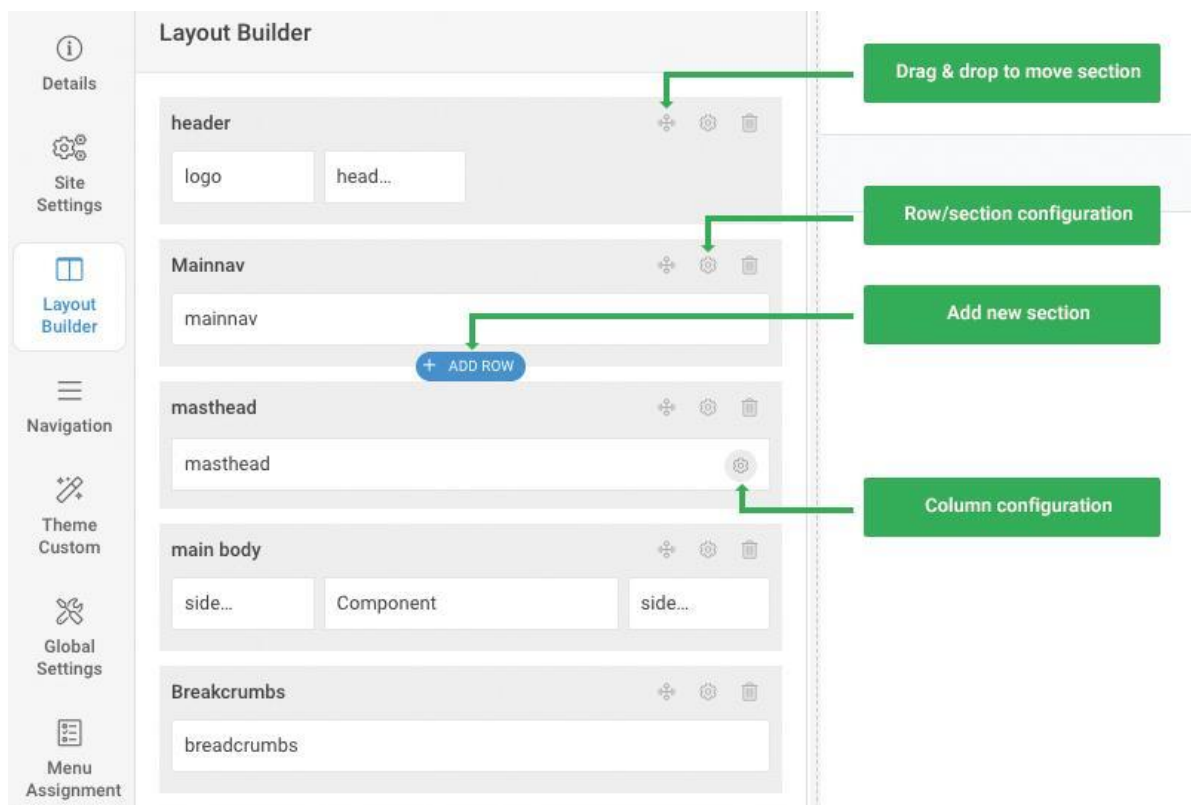 Layout Builder
Details
Site
Settings
Layout
Builder
Navigation
Theme
Custom
Global
Settings
Menu
Assignment
header
logo
head...
Mainnav
mainnav
+ ADD ROW
masthead
masthead
main body
side...
Component
side...
Breakcrumbs
breadcrumbs
Drag & drop to move section
Row/section configuration
Add new section
Column configuration